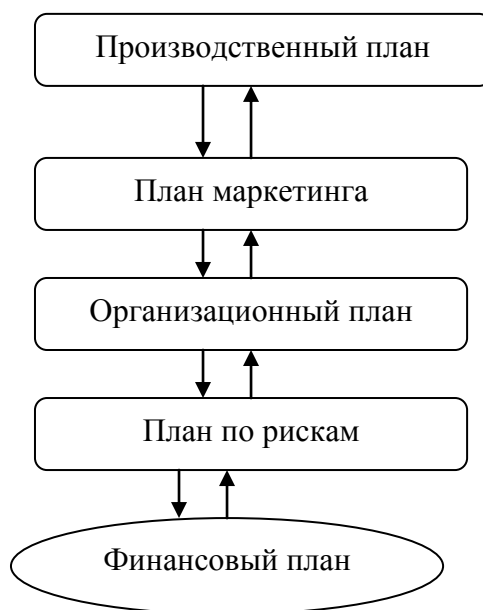 Производственный план
План маркетинга
Организационный план
План по рискам
Финансовый план